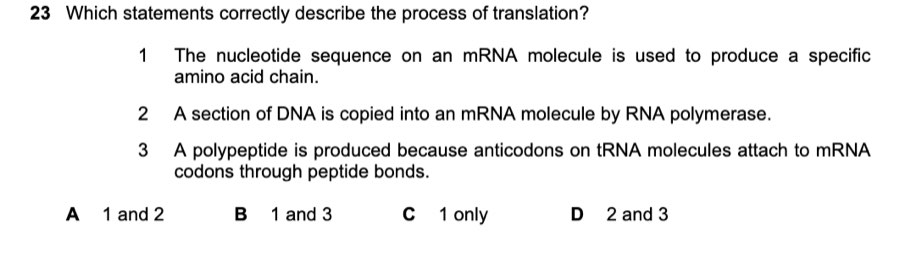 23 Which statements correctly describe the process of translation?
1 The nucleotide sequence on an mRNA molecule is used to produce a specific
amino acid chain.
2 A section of DNA is copied into an mRNA molecule by RNA polymerase.
3 A polypeptide is produced because anticodons on tRNA molecules attach to mRNA
codons through peptide bonds.
A 1 and 2 B 1 and 3 C 1 only D 2 and 3